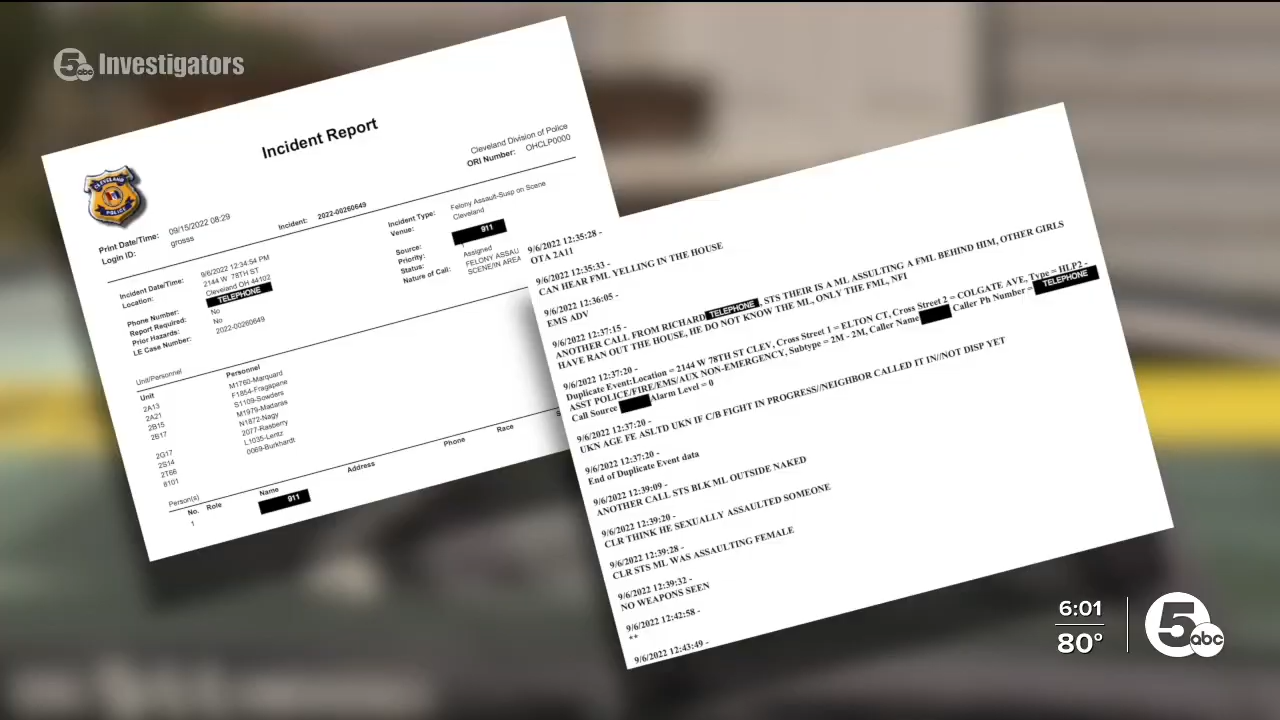 5 abc Investigators
Incident Report
Cleveland Division of Police
ORI Number: OHCLP0000
CLEVELAND
POLICE
Print Date/Time: 09/15/2022 08:29
Login ID: grosss
Incident: 2022-00260649
Incident Date/Time: 9/6/2022 12:34:54 PM
Location: 2144 W 78TH ST
Cleveland OH 44102
Phone Number: TELEPHONE
Report Required: No
Prior Hazards: No
LE Case Number: 2022-00260649
Incident Type: Felony Assault-Susp on Scene
Venue: Cleveland
Source: 911
Priority:
Status: Assigned
Nature of Call: FELONY ASSAU
SCENE/IN AREA
Unit/Personnel
Unit Personnel
2A13 M1760-Marquard
2A21 F1854-Fragapane
2B15 S1109-Sowders
2B17 M1979-Madaras
N1872-Nagy
2G17 2077-Rasberry
2S14 L1035-Lentz
2T66 0069-Burkhardt
8101
Person(s)
No. Role Name Address Phone Race
1 911
9/6/2022 12:35:28 -
OTA 2A11
9/6/2022 12:35:33 -
CAN HEAR FML YELLING IN THE HOUSE
9/6/2022 12:36:05 -
EMS ADV
9/6/2022 12:37:15 -
ANOTHER CALL FROM RICHARD TELEPHONE, STS THEIR IS A ML ASSULTING A FML BEHIND HIM, OTHER GIRLS
HAVE RAN OUT THE HOUSE, HE DO NOT KNOW THE ML, ONLY THE FML, NFI
9/6/2022 12:37:20 -
Duplicate Event:Location = 2144 W 78TH ST CLEV, Cross Street 1 = ELTON CT, Cross Street 2 = COLGATE AVE, Type = HLP2 -
ASST POLICE/FIRE/EMS/AUX NON-EMERGENCY, Subtype = 2M - 2M, Caller Name Caller Ph Number = TELEPHONE
Call Source Alarm Level = 0
9/6/2022 12:37:20 -
UKN AGE FE ASLTD UKN IF C/B FIGHT IN PROGRESS//NEIGHBOR CALLED IT IN//NOT DISP YET
9/6/2022 12:37:20 -
End of Duplicate Event data
9/6/2022 12:39:09 -
ANOTHER CALL STS BLK ML OUTSIDE NAKED
9/6/2022 12:39:20 -
CLR THINK HE SEXUALLY ASSAULTED SOMEONE
9/6/2022 12:39:28 -
CLR STS ML WAS ASSAULTING FEMALE
9/6/2022 12:39:32 -
NO WEAPONS SEEN
9/6/2022 12:42:58 -
**
9/6/2022 12:43:49 -
6:01
80°
5 abc